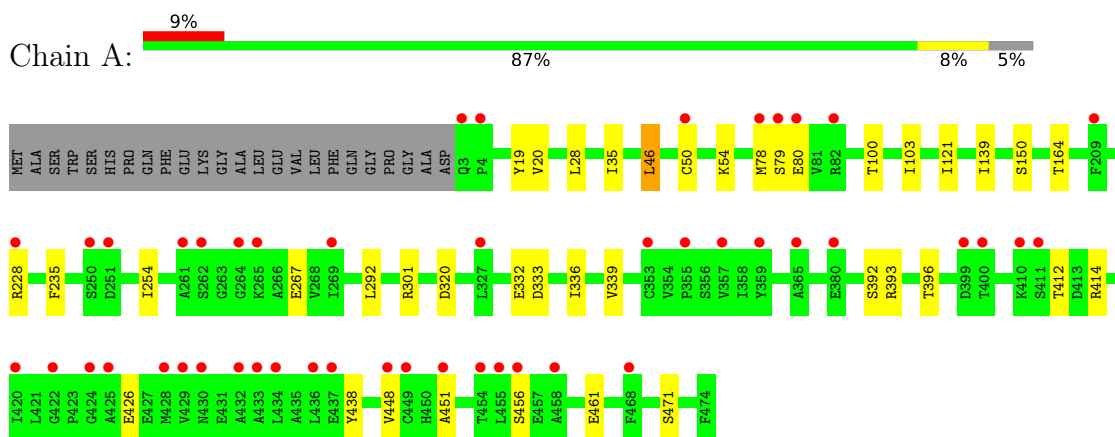 9%
Chain A:
87% 8% 5%
MET ALA SER TRP SER HIS PRO GLN PHE GLU LYS GLY ALA LEU GLU VAL LEU PHE GLN GLY PRO GLY ALA ASP Q3 P4 Y19 V20 L28 I35 L46 C50 K54 M78 S79 E80 V81 R82 T100 I103 I121 I139 S150 T164 F209
R228 F235 S250 D251 I254 A261 S262 G263 G264 K265 A266 E267 V268 I269 L292 R301 D320 L327 E332 D333 I336 V339 C353 V354 P355 S356 V357 I358 Y359 A365 E380 S392 R393 T396 D399 T400 K410 S411 T412 D413 R414
I420 L421 G422 P423 G424 A425 E426 E427 M428 V429 N430 E431 A432 A433 L434 A435 L436 E437 Y438 V448 C449 H450 A451 T454 L455 S456 E457 A458 E461 F468 S471 F474